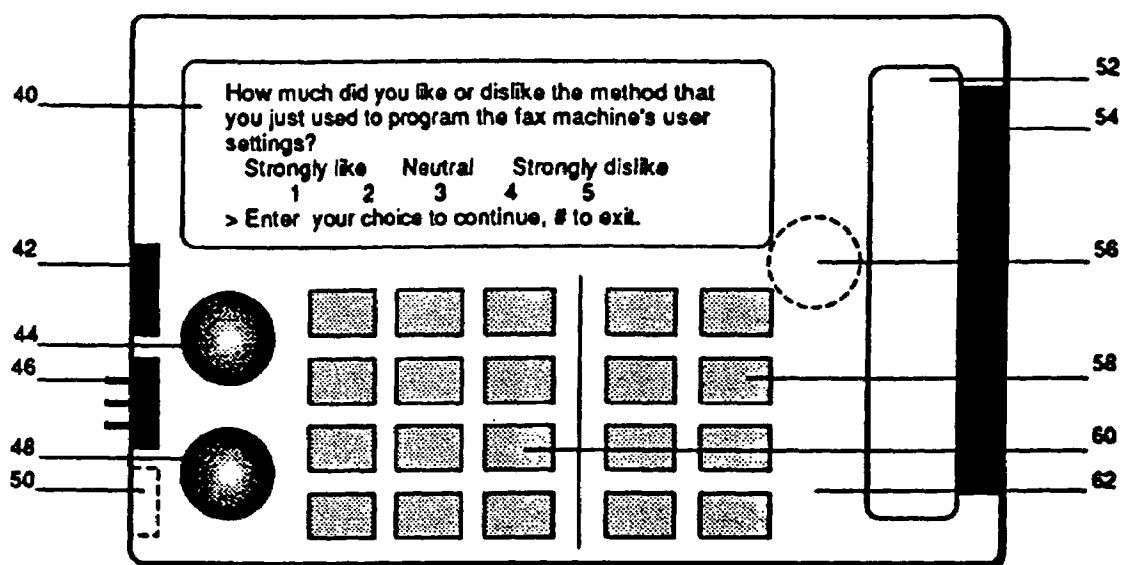 40
How much did you like or dislike the method that
you just used to program the fax machine's user
settings?
Strongly like Neutral Strongly dislike
1 2 3 4 5
> Enter your choice to continue, # to exit.
42
44
46
48
50
52
54
56
58
60
62